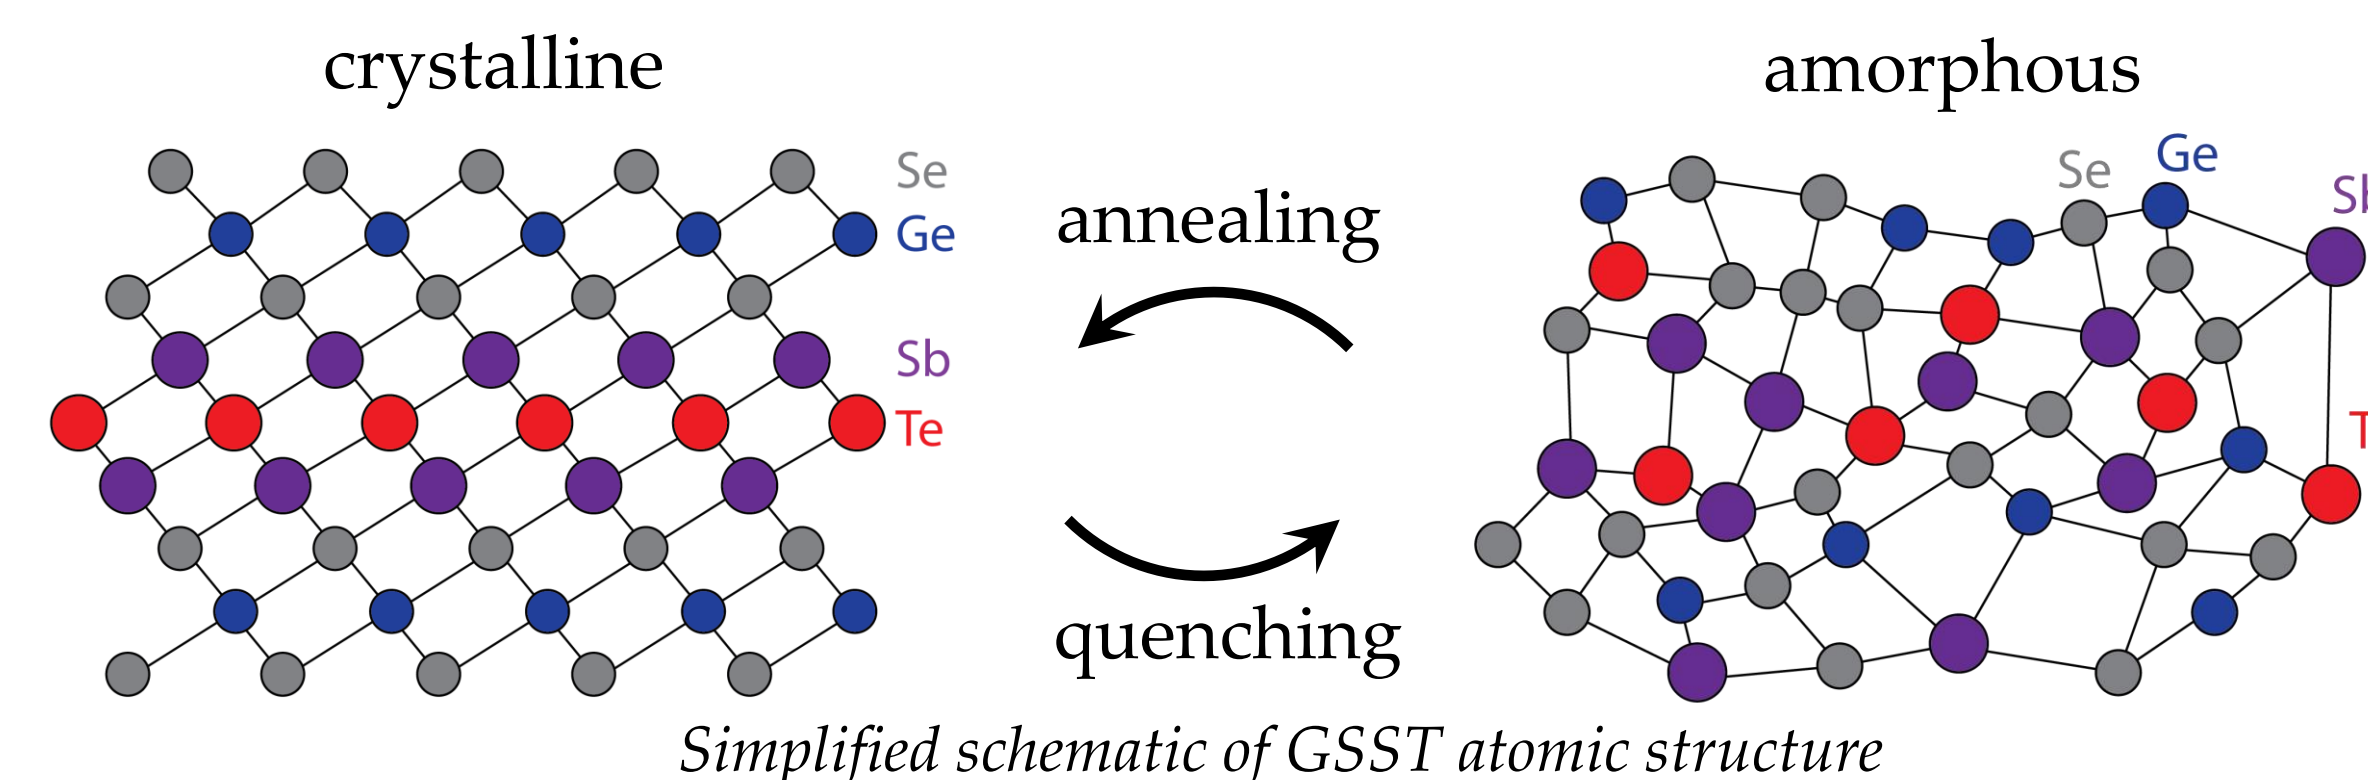 crystalline
amorphous
Se
Ge
Sb
Te
annealing
quenching
Se
Ge
Simplified schematic of GSST atomic structure